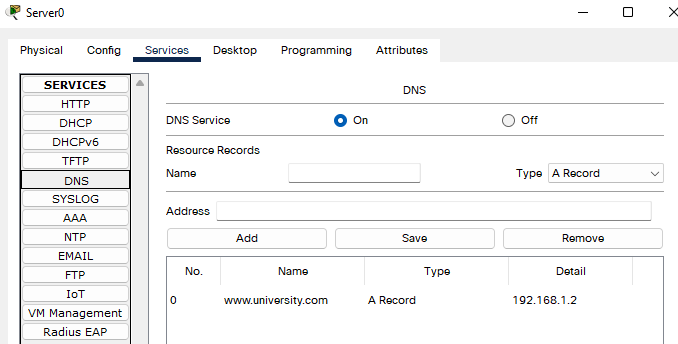 Server0
Physical Config Services Desktop Programming Attributes
SERVICES
HTTP
DHCP
DHCPv6
TFTP
DNS
SYSLOG
AAA
NTP
EMAIL
FTP
IoT
VM Management
Radius EAP
DNS
DNS Service On Off
Resource Records
Name Type A Record
Address
Add Save Remove
No. Name Type Detail
0 www.university.com A Record 192.168.1.2